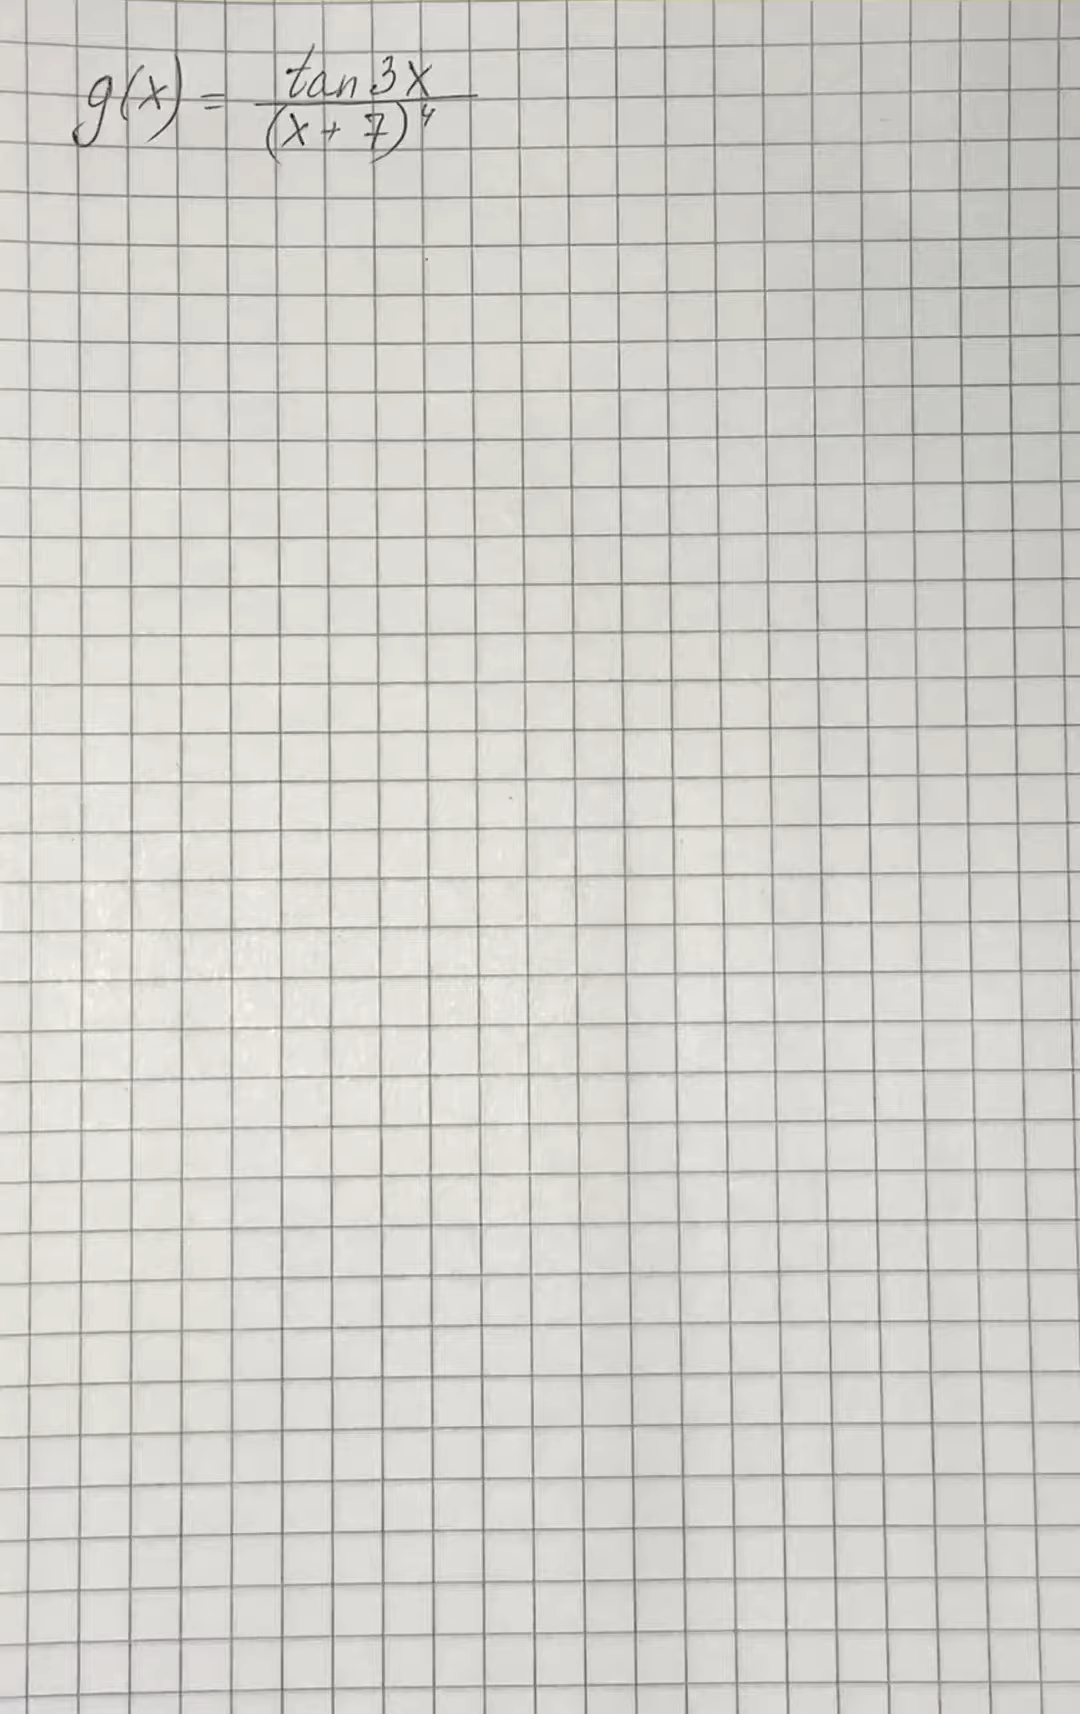 g(x) = tan 3x / (x + 7)⁴